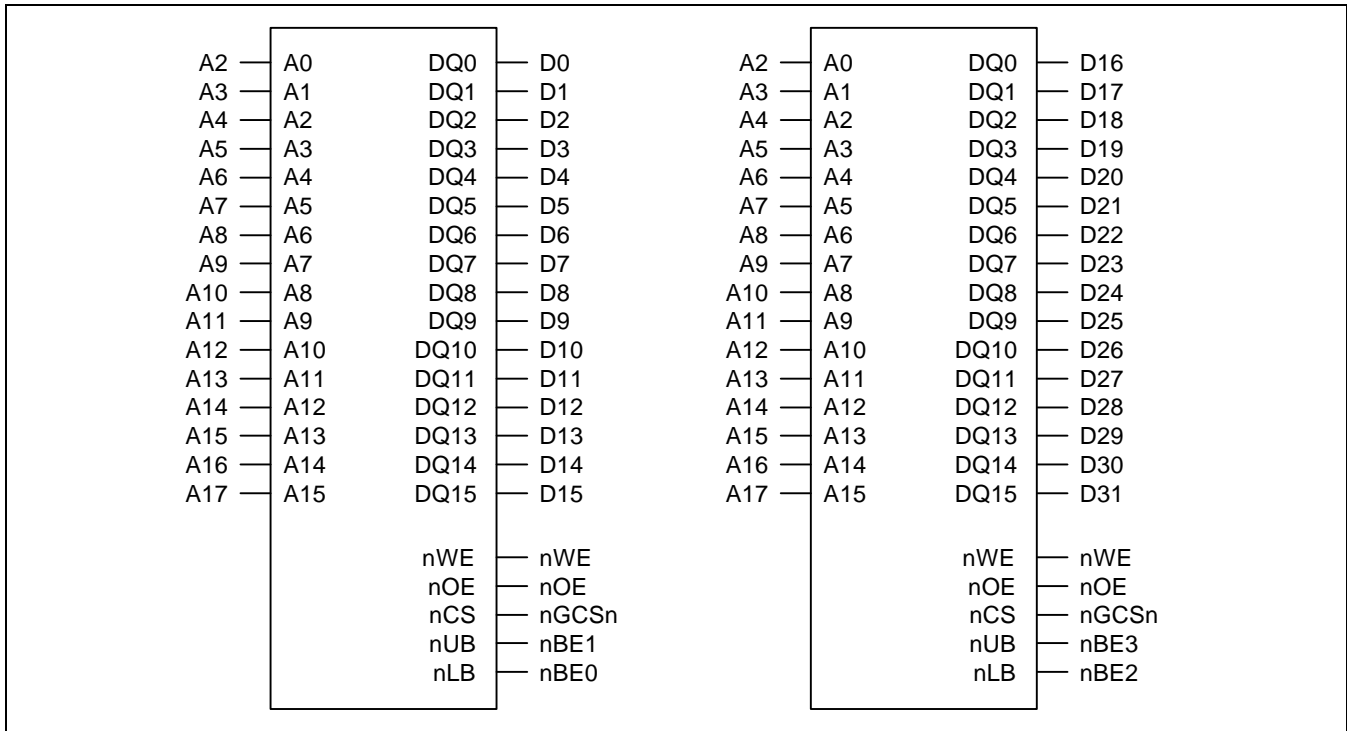 A2 A0 DQ0 D0 A2 A0 DQ0 D16
A3 A1 DQ1 D1 A3 A1 DQ1 D17
A4 A2 DQ2 D2 A4 A2 DQ2 D18
A5 A3 DQ3 D3 A5 A3 DQ3 D19
A6 A4 DQ4 D4 A6 A4 DQ4 D20
A7 A5 DQ5 D5 A7 A5 DQ5 D21
A8 A6 DQ6 D6 A8 A6 DQ6 D22
A9 A7 DQ7 D7 A9 A7 DQ7 D23
A10 A8 DQ8 D8 A10 A8 DQ8 D24
A11 A9 DQ9 D9 A11 A9 DQ9 D25
A12 A10 DQ10 D10 A12 A10 DQ10 D26
A13 A11 DQ11 D11 A13 A11 DQ11 D27
A14 A12 DQ12 D12 A14 A12 DQ12 D28
A15 A13 DQ13 D13 A15 A13 DQ13 D29
A16 A14 DQ14 D14 A16 A14 DQ14 D30
A17 A15 DQ15 D15 A17 A15 DQ15 D31
nWE nWE nWE nWE
nOE nOE nOE nOE
nCS nGCSn nCS nGCSn
nUB nBE1 nUB nBE3
nLB nBE0 nLB nBE2